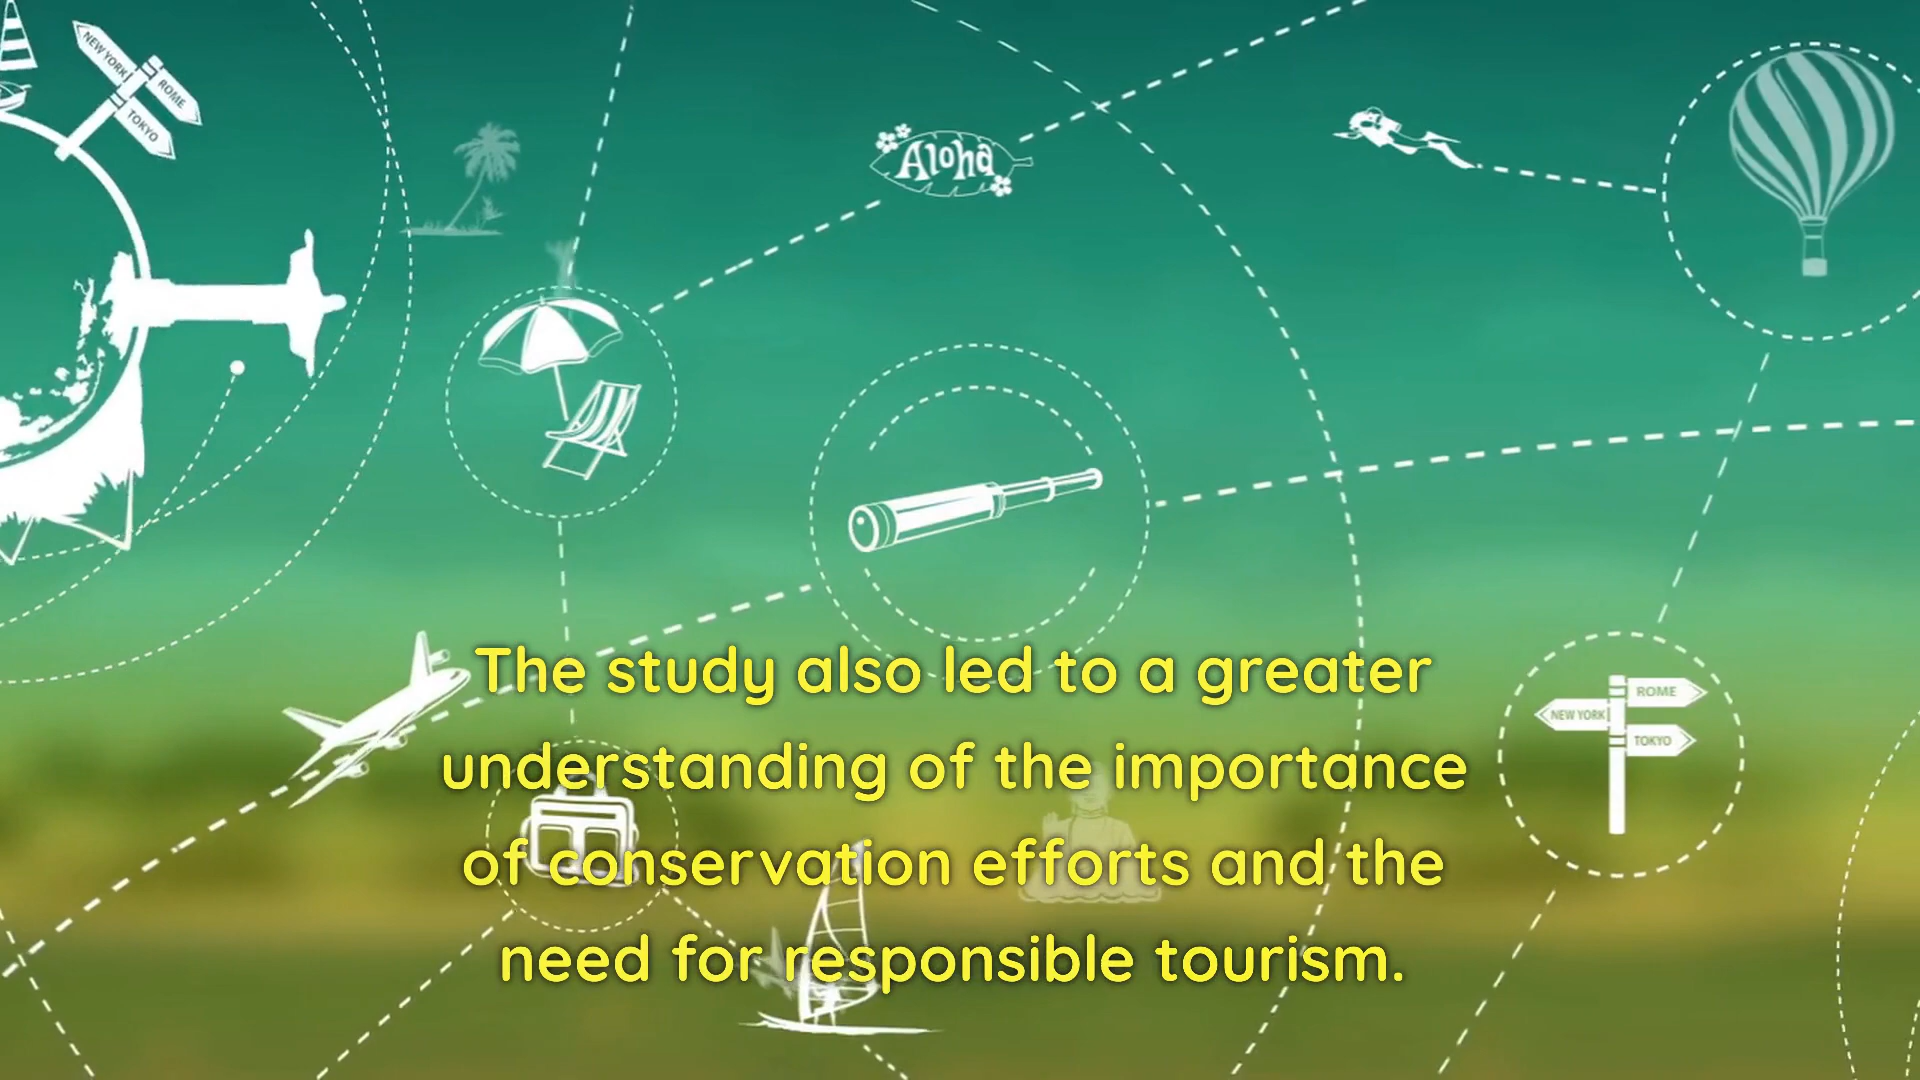 NEW YORK
ROME
TOKYO
Aloha
ROME
NEW YORK
TOKYO
The study also led to a greater
understanding of the importance
of conservation efforts and the
need for responsible tourism.